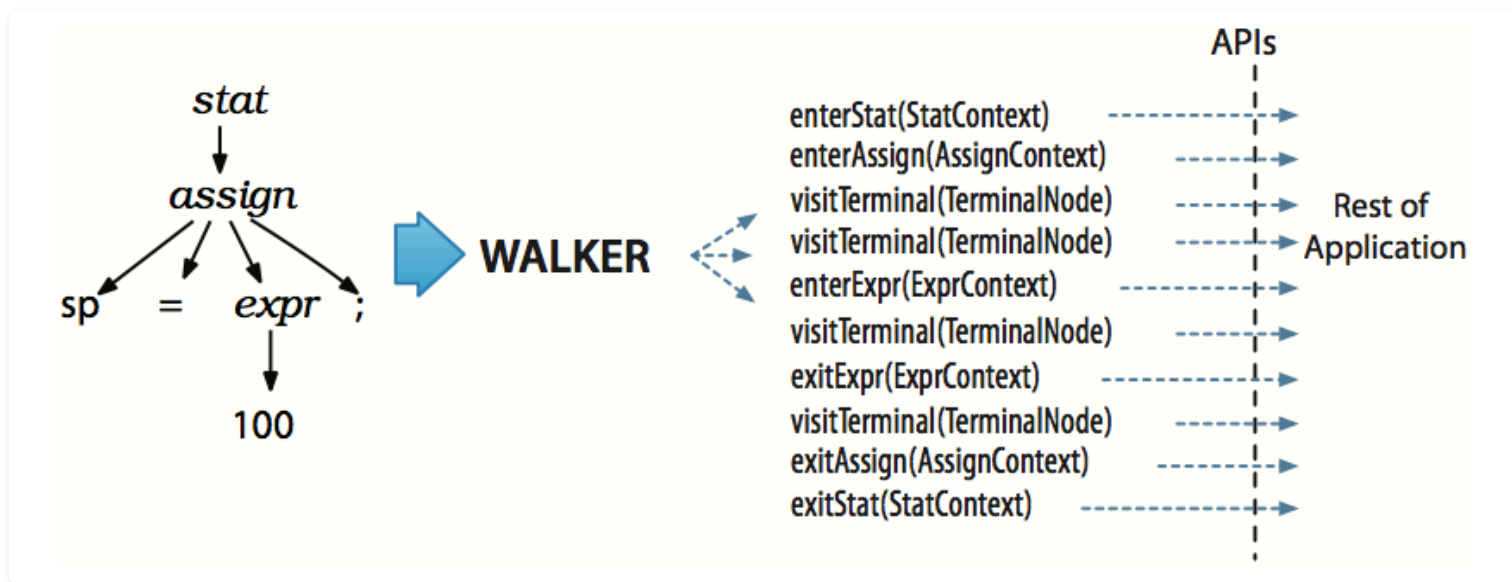 APIs
stat
assign
sp = expr ;
100
WALKER
enterStat(StatContext)
enterAssign(AssignContext)
visitTerminal(TerminalNode)
visitTerminal(TerminalNode)
enterExpr(ExprContext)
visitTerminal(TerminalNode)
exitExpr(ExprContext)
visitTerminal(TerminalNode)
exitAssign(AssignContext)
exitStat(StatContext)
Rest of
Application